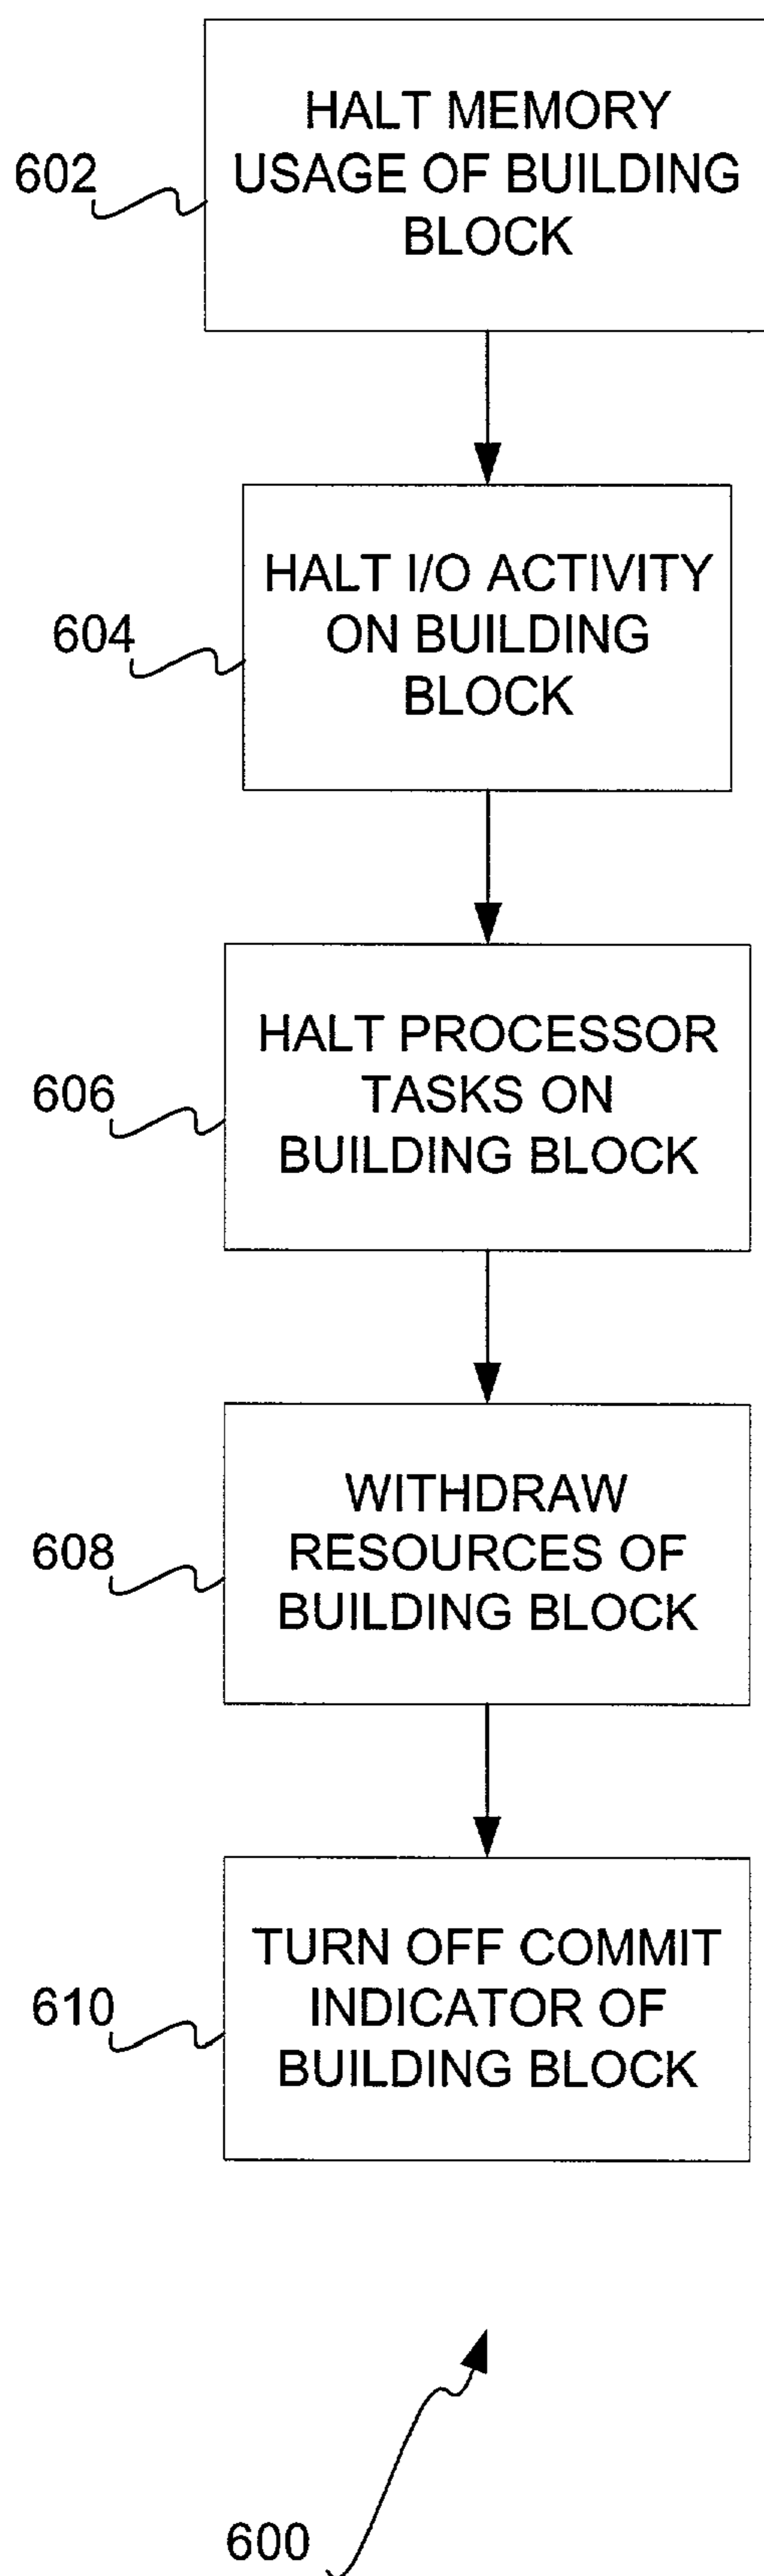 HALT MEMORY
USAGE OF BUILDING
BLOCK
602
HALT I/O ACTIVITY
ON BUILDING
BLOCK
604
HALT PROCESSOR
TASKS ON
BUILDING BLOCK
606
WITHDRAW
RESOURCES OF
BUILDING BLOCK
608
TURN OFF COMMIT
INDICATOR OF
BUILDING BLOCK
610
600